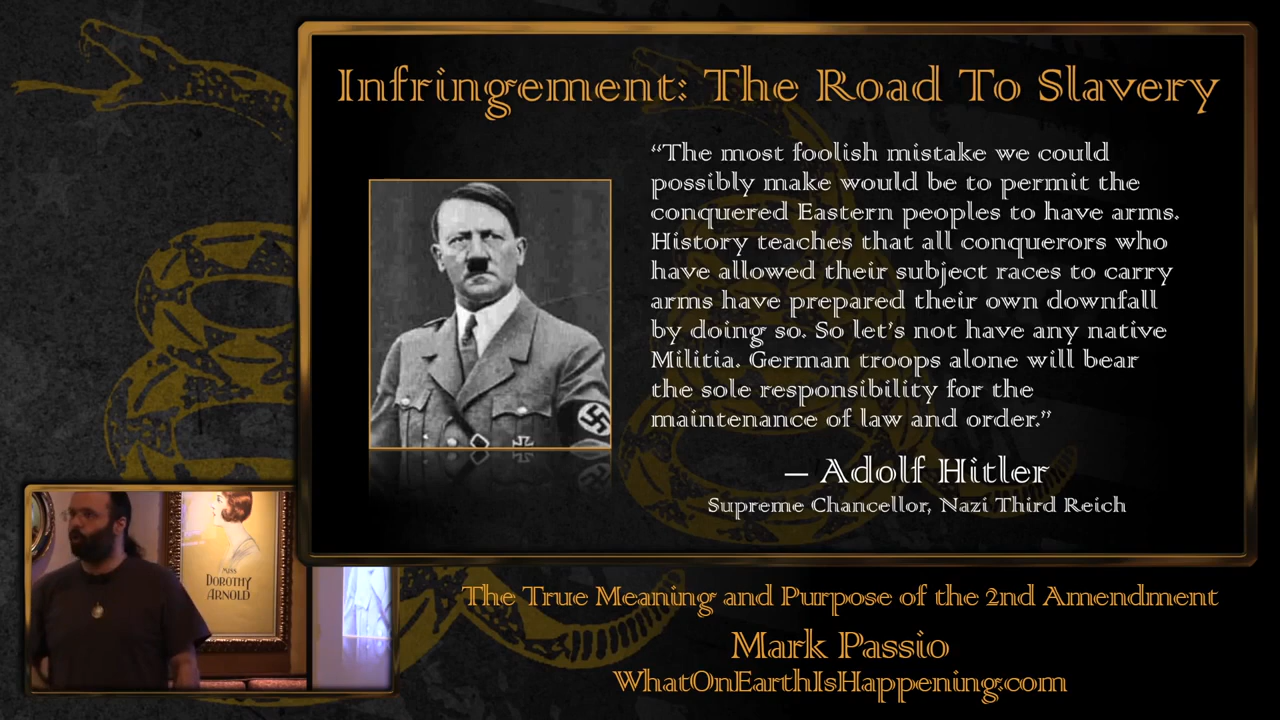 Infringement: The Road To Slavery
“The most foolish mistake we could
possibly make would be to permit the
conquered Eastern peoples to have arms.
History teaches that all conquerors who
have allowed their subject races to carry
arms have prepared their own downfall
by doing so. So let’s not have any native
Militia. German troops alone will bear
the sole responsibility for the
maintenance of law and order.”
– Adolf Hitler
Supreme Chancellor, Nazi Third Reich
Miss
Dorothy
Arnold
The True Meaning and Purpose of the 2nd Amendment
Mark Passio
WhatOnEarthIsHappening.com